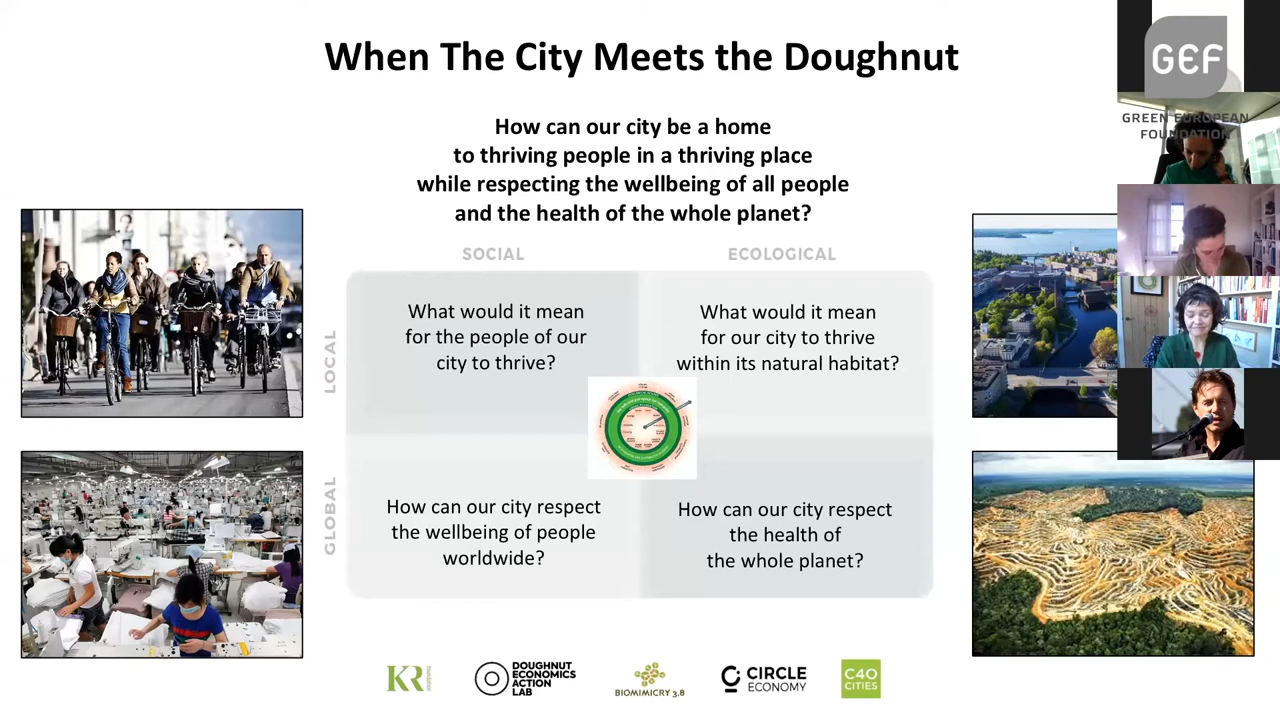 When The City Meets the Doughnut
GEF
GREEN EUROPEAN
FOUNDATION
How can our city be a home
to thriving people in a thriving place
while respecting the wellbeing of all people
and the health of the whole planet?
SOCIAL
ECOLOGICAL
LOCAL
What would it mean
for the people of our
city to thrive?
What would it mean
for our city to thrive
within its natural habitat?
GLOBAL
How can our city respect
the wellbeing of people
worldwide?
How can our city respect
the health of
the whole planet?
KR
DOUGHNUT
ECONOMICS
ACTION
LAB
BIOMIMICRY 3.8
CIRCLE
ECONOMY
C40
CITIES